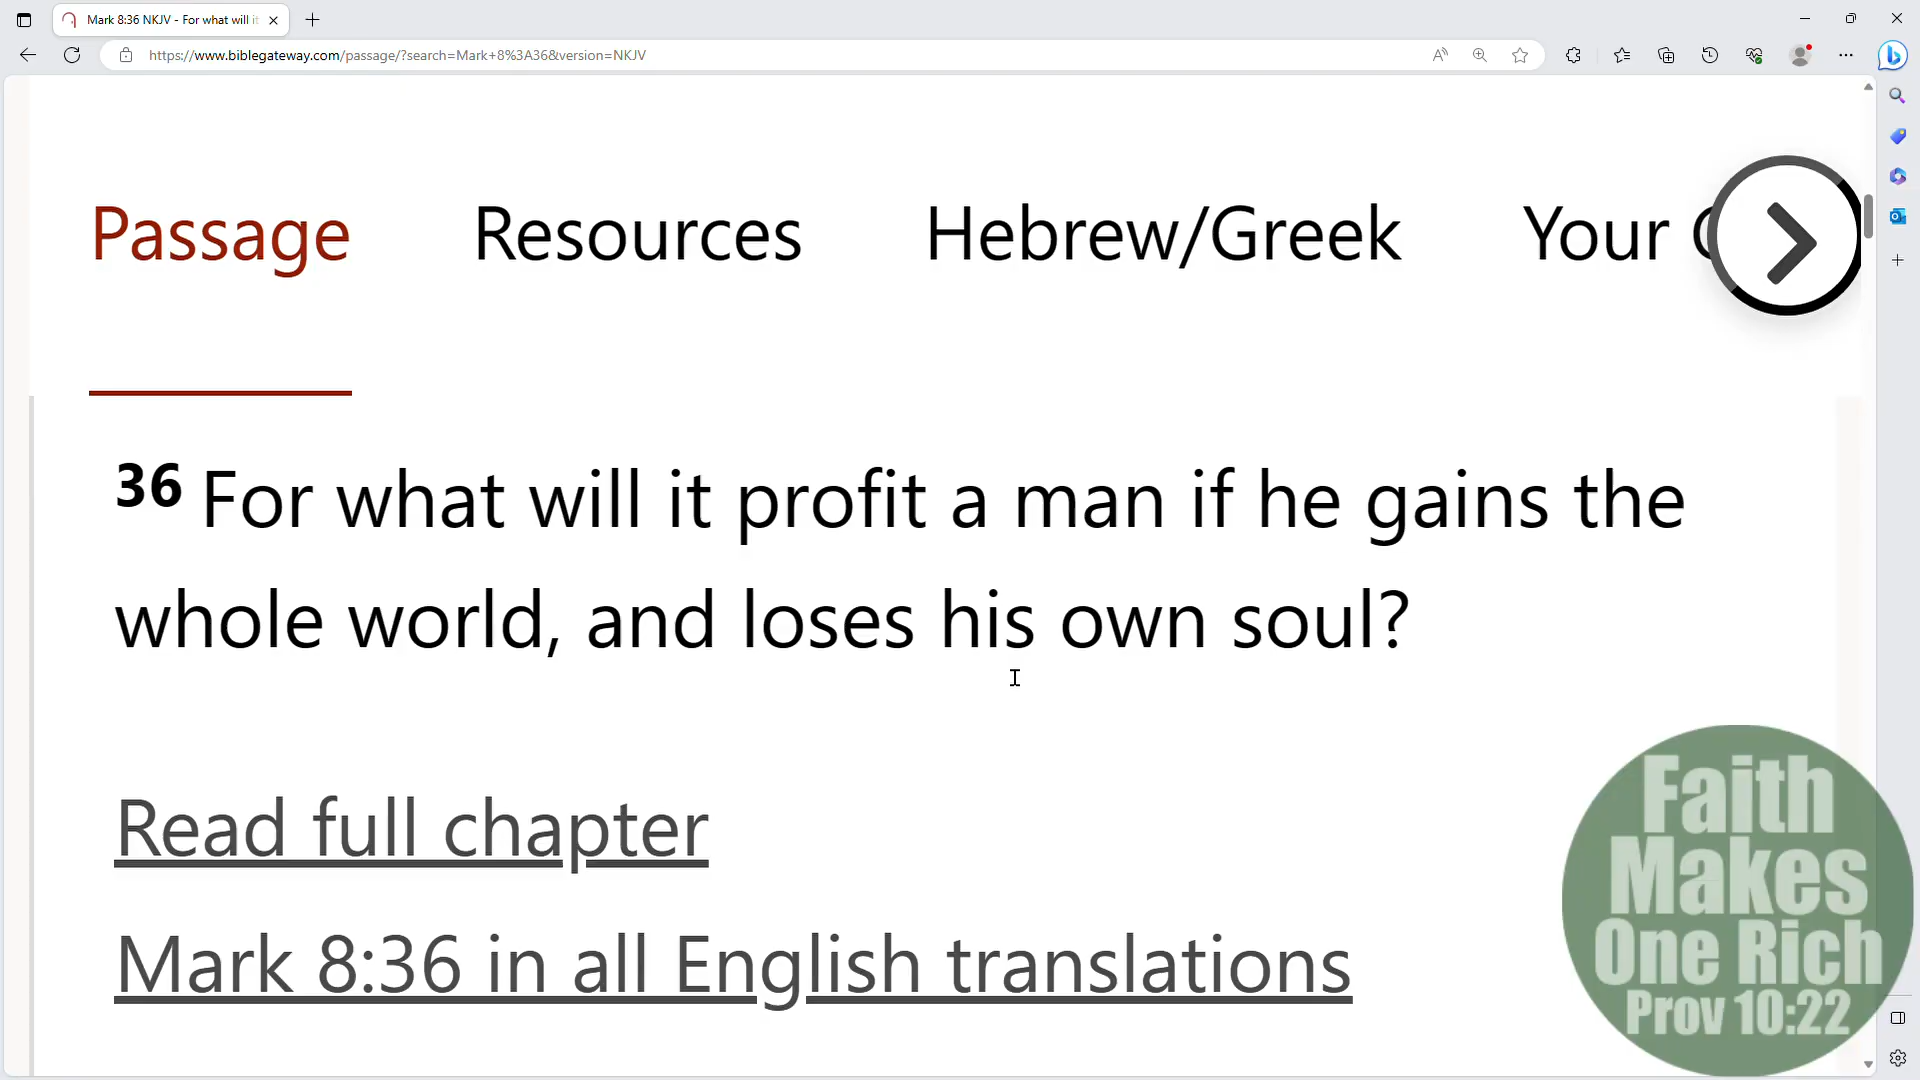 Mark 8:36 NKJV - For what will it
https://www.biblegateway.com/passage/?search=Mark+8%3A36&version=NKJV
Passage Resources Hebrew/Greek Your
36 For what will it profit a man if he gains the
whole world, and loses his own soul?
Read full chapter
Mark 8:36 in all English translations
Faith
Makes
One Rich
Prov 10:22